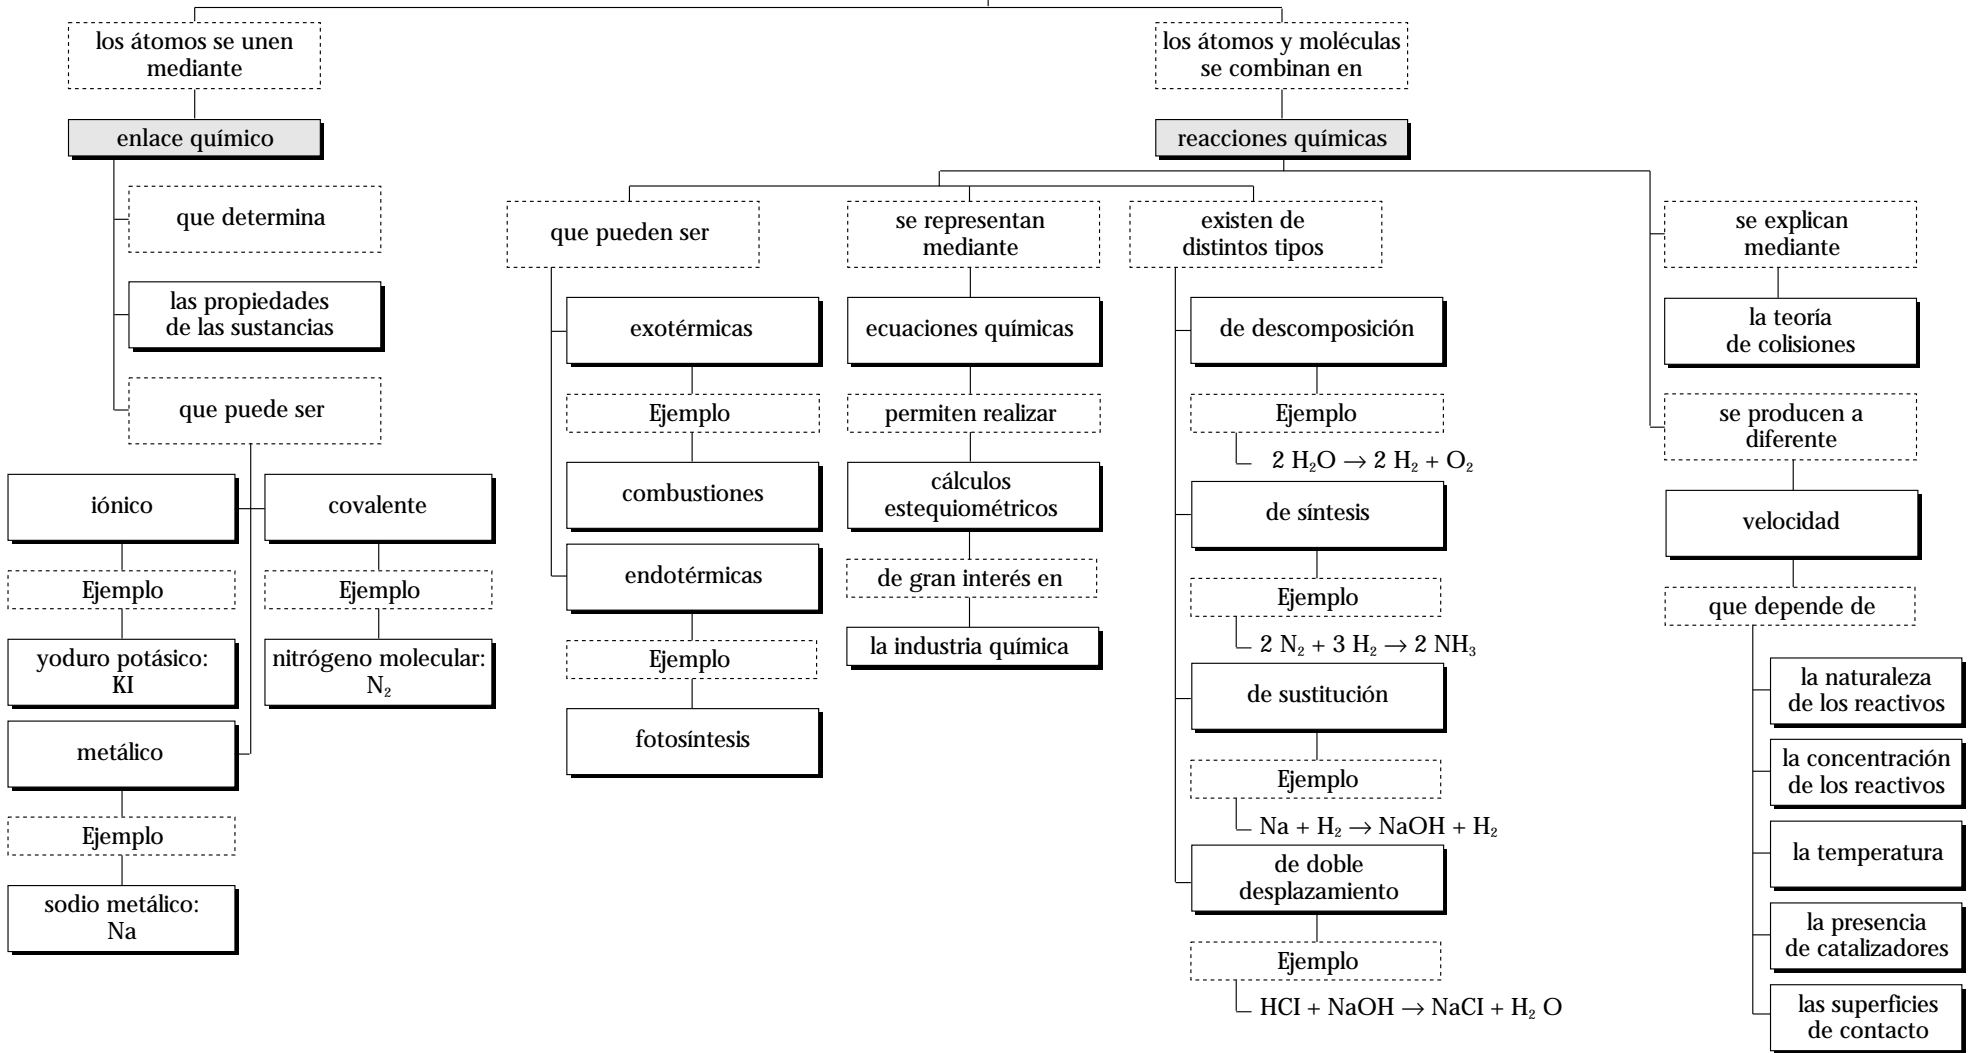 los átomos se unen
mediante
enlace químico
que determina
las propiedades
de las sustancias
que puede ser
iónico
Ejemplo
yoduro potásico:
KI
covalente
Ejemplo
nitrógeno molecular:
N₂
metálico
Ejemplo
sodio metálico:
Na
los átomos y moléculas
se combinan en
reacciones químicas
que pueden ser
exotérmicas
Ejemplo
combustiones
endotérmicas
Ejemplo
fotosíntesis
se representan
mediante
ecuaciones químicas
permiten realizar
cálculos
estequiométricos
de gran interés en
la industria química
existen de
distintos tipos
de descomposición
Ejemplo
2 H₂O → 2 H₂ + O₂
de síntesis
Ejemplo
2 N₂ + 3 H₂ → 2 NH₃
de sustitución
Ejemplo
Na + H₂ → NaOH + H₂
de doble
desplazamiento
Ejemplo
HCI + NaOH → NaCI + H₂ O
se explican
mediante
la teoría
de colisiones
se producen a
diferente
velocidad
que depende de
la naturaleza
de los reactivos
la concentración
de los reactivos
la temperatura
la presencia
de catalizadores
las superficies
de contacto